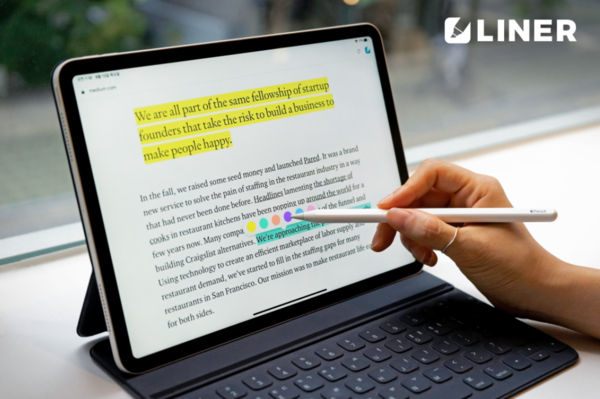 LINER
medium.com
We are all part of the same fellowship of startup
founders that take the risk to build a business to
make people happy.
In the fall, we raised some seed money and launched Pared. It was a brand
new service to solve the pain of staffing in the restaurant industry in a way
that had never been done before. Headlines lamenting the shortage of
cooks in restaurant kitchens have been popping up around the world for a
few years now. Many compa of the funnel and
building Craigslist alternatives. We're approaching labor supply and
Using technology to create an efficient marketplace of
restaurant demand, we've started to fill in the staffing gaps for many
restaurants in San Francisco. Our mission was to make restaurant life
for both sides.